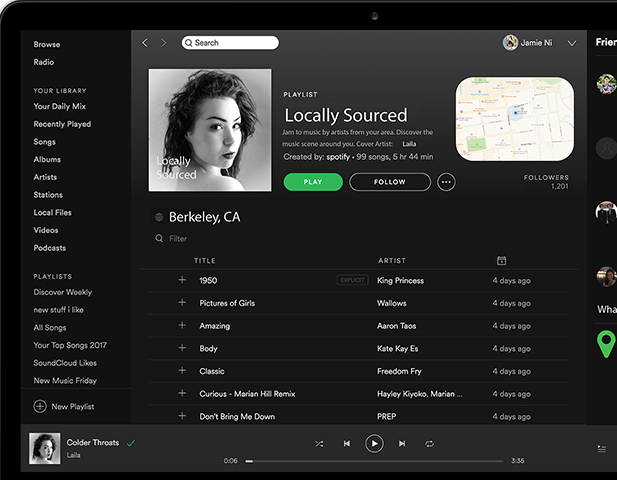 Browse
Radio
YOUR LIBRARY
Your Daily Mix
Recently Played
Songs
Albums
Artists
Stations
Local Files
Videos
Podcasts
PLAYLISTS
Discover Weekly
new stuff i like
All Songs
Your Top Songs 2017
SoundCloud Likes
New Music Friday
New Playlist
Search
Jamie Ni
Locally
Sourced
PLAYLIST
Locally Sourced
Jam to music by artists from your area. Discover the
music scene around you. Cover Artist: Laila
Created by: spotify • 99 songs, 5 hr 44 min
PLAY FOLLOW
FOLLOWERS
1,201
Berkeley, CA
Filter
TITLE ARTIST
1950 EXPLICIT King Princess 4 days ago
Pictures of Girls Wallows 4 days ago
Amazing Aaron Taos 4 days ago
Body Kate Kay Es 4 days ago
Classic Freedom Fry 4 days ago
Curious - Marian Hill Remix Hayley Kiyoko, Marian ... 4 days ago
Don't Bring Me Down PREP 4 days ago
Frien
Wha
Colder Throats
Laila
0:06 3:35